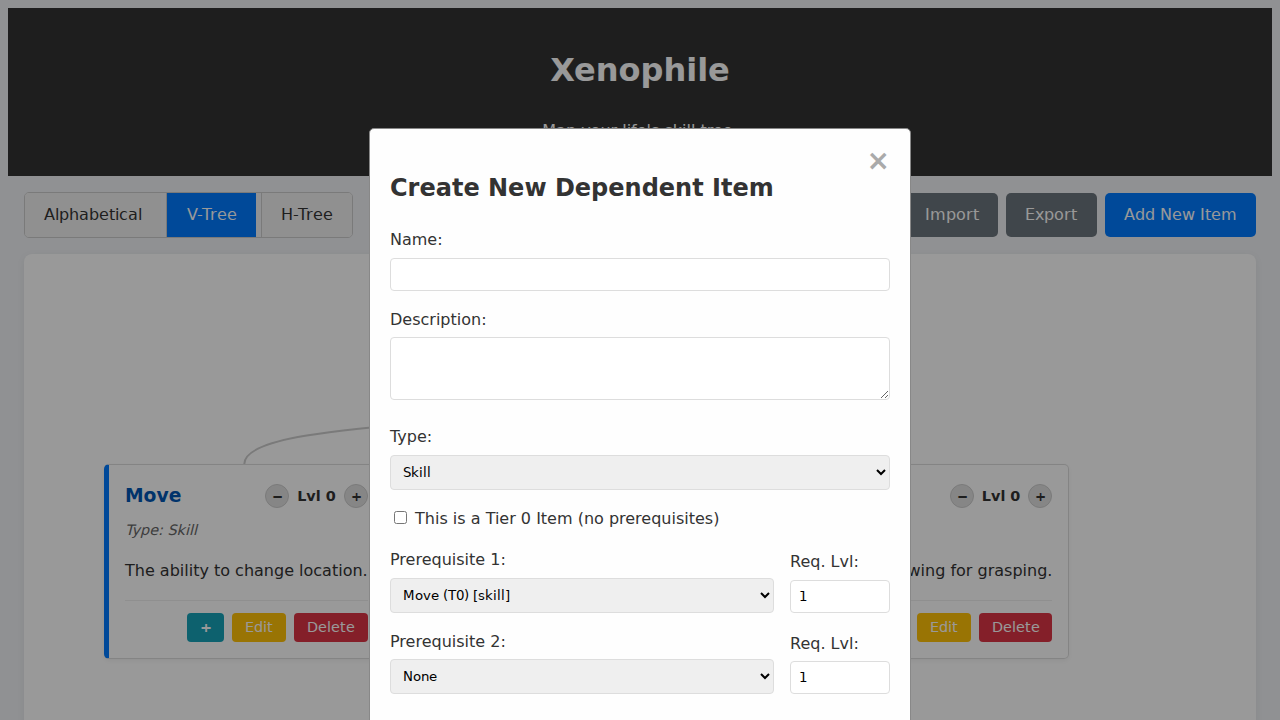 Xenophile
Map your life's skill tree
Alphabetical
V-Tree
H-Tree
Import
Export
Add New Item
×
Create New Dependent Item
Name:
Description:
Type:
Skill
This is a Tier 0 Item (no prerequisites)
Prerequisite 1:
Req. Lvl:
Move (T0) [skill]
1
Prerequisite 2:
Req. Lvl:
None
1
Move
− Lvl 0 +
Type: Skill
The ability to change location.
+
Edit
Delete
− Lvl 0 +
wing for grasping.
Edit
Delete